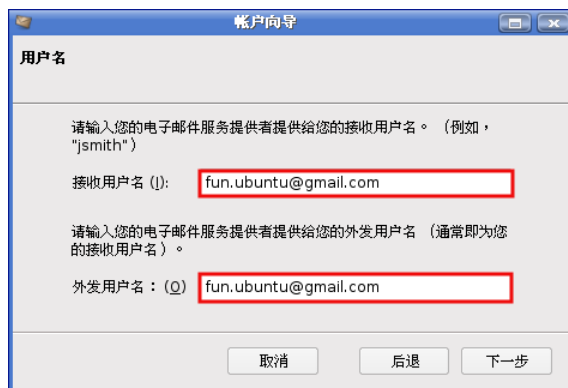 帐户向导
用户名
请输入您的电子邮件服务提供者提供给您的接收用户名。（例如，
"jsmith"）
接收用户名(I): fun.ubuntu@gmail.com
请输入您的电子邮件服务提供者提供给您的外发用户名 （通常即为您
的接收用户名）。
外发用户名：(O) fun.ubuntu@gmail.com
取消 后退 下一步